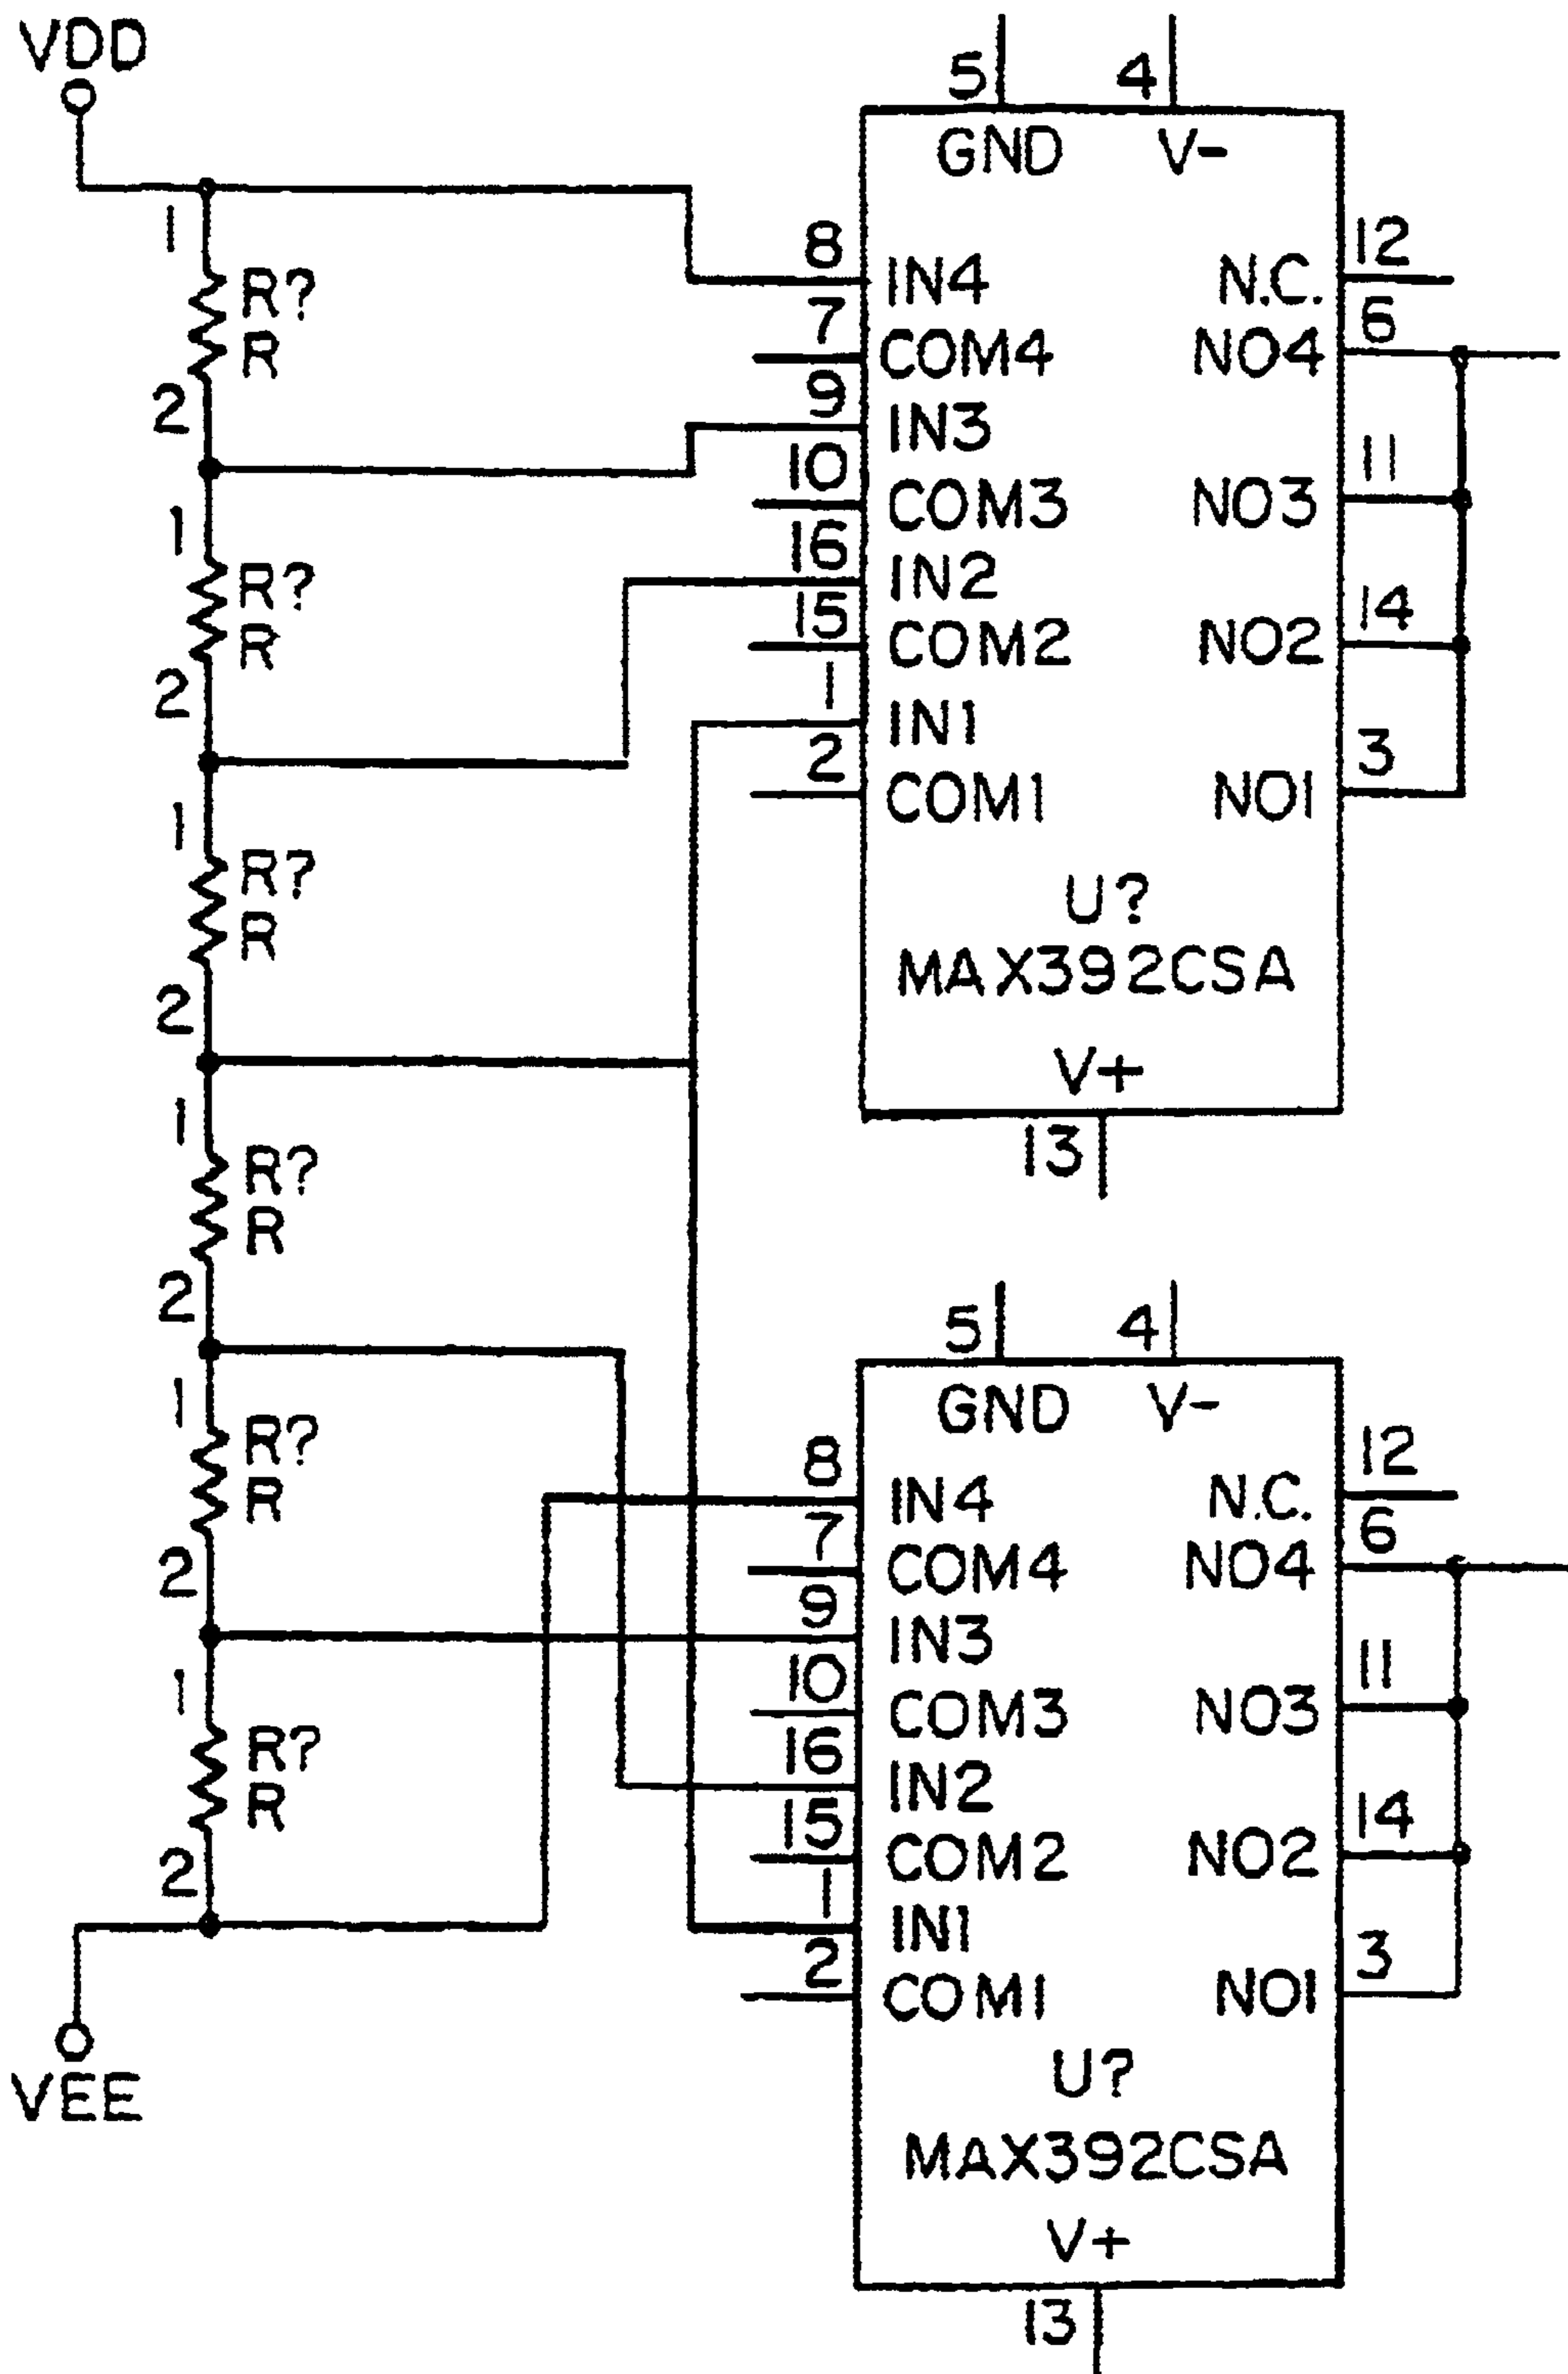 VDD
1
R?
R
2
1
R?
R
2
1
R?
R
2
1
R?
R
2
1
R?
R
2
1
R?
R
2
VEE
5 4
GND V-
8 IN4 N.C. 12
7 COM4 NO4 6
9 IN3
10 COM3 NO3 11
16 IN2
15 COM2 NO2 14
1 IN1
2 COM1 NO1 3
U?
MAX392CSA
V+
13
5 4
GND V-
8 IN4 N.C. 12
7 COM4 NO4 6
9 IN3
10 COM3 NO3 11
16 IN2
15 COM2 NO2 14
1 IN1
2 COM1 NO1 3
U?
MAX392CSA
V+
13